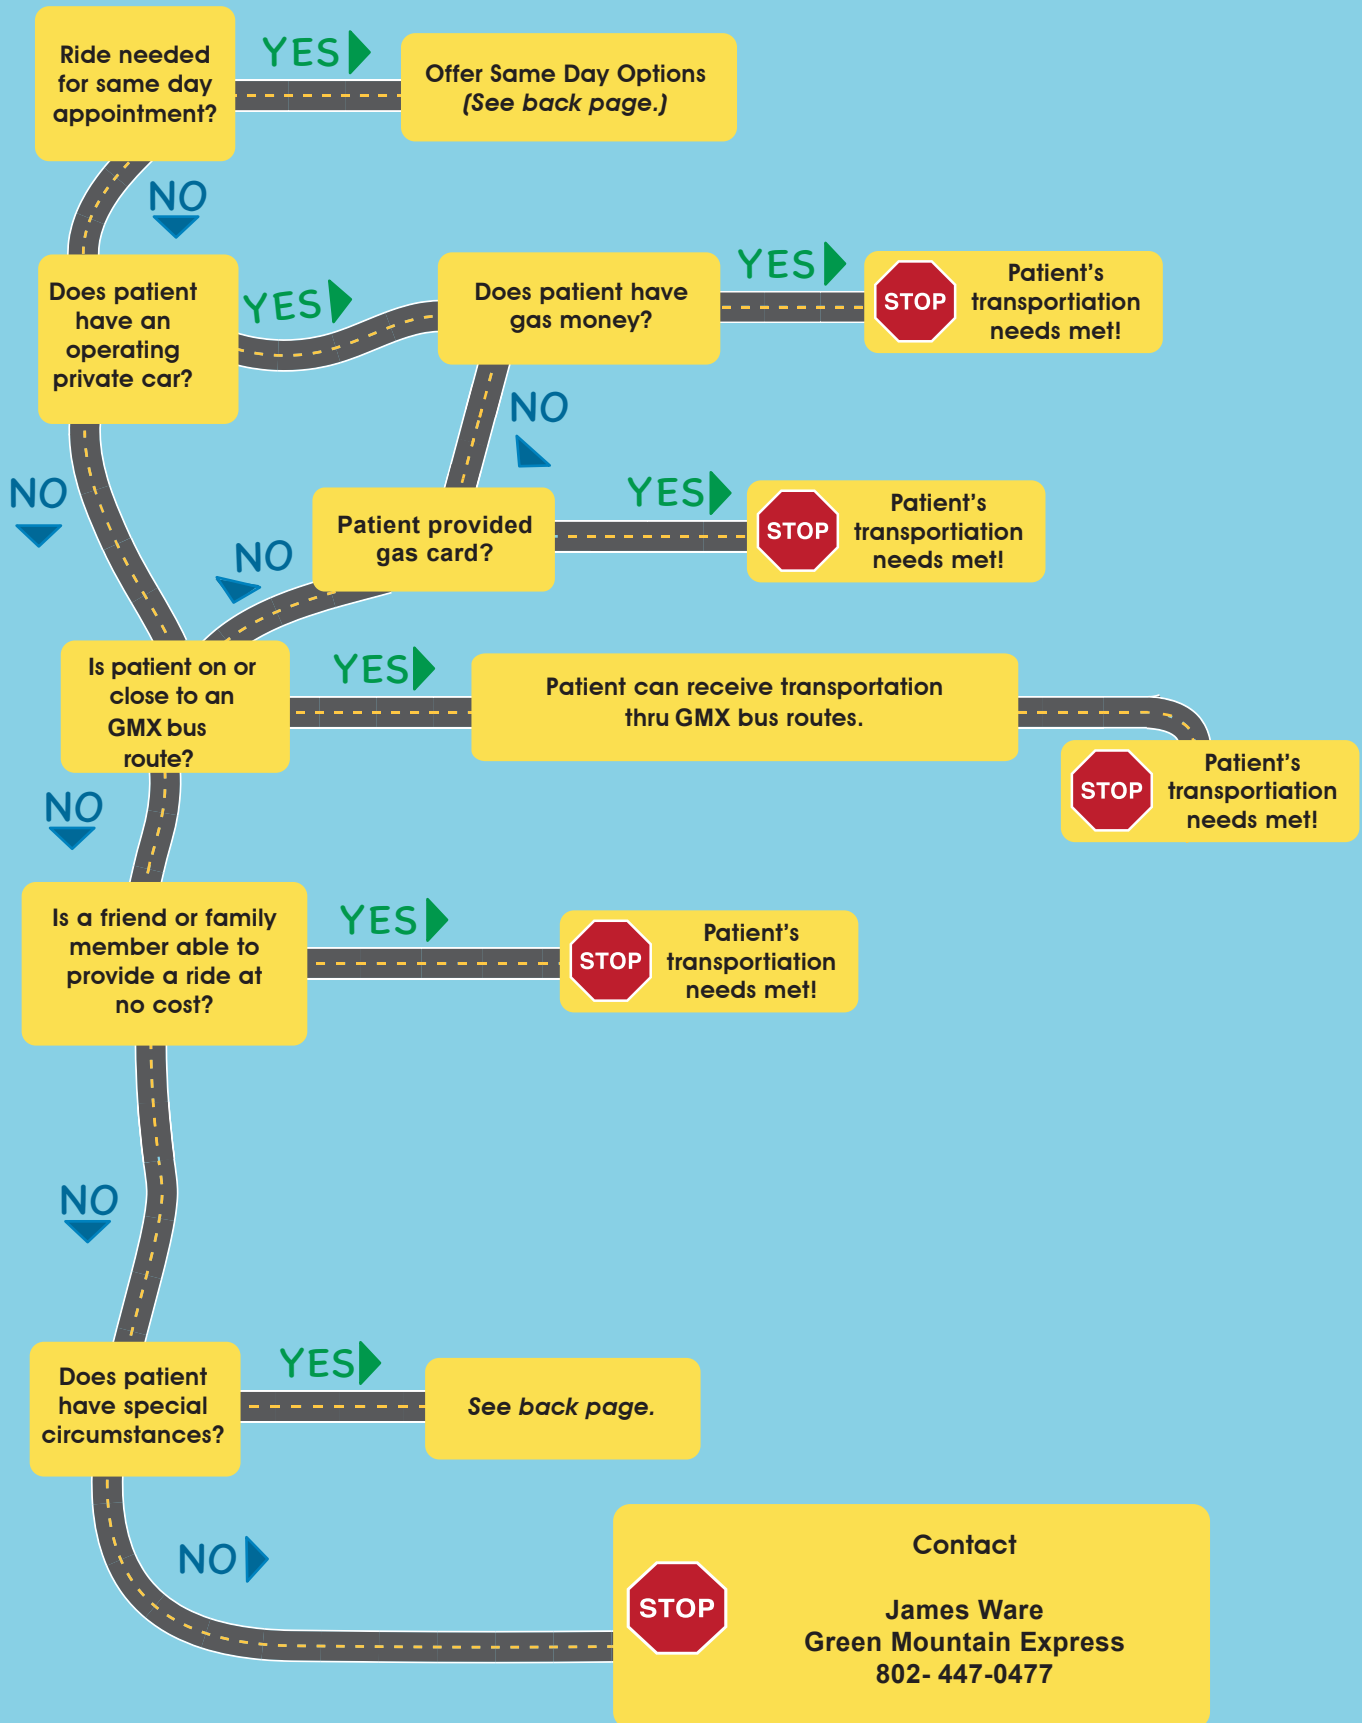 Ride needed
for same day
appointment?
YES
Offer Same Day Options
(See back page.)
NO
Does patient
have an
operating
private car?
YES
Does patient have
gas money?
YES
STOP
Patient's
transportiation
needs met!
NO
NO
Patient provided
gas card?
YES
STOP
Patient's
transportiation
needs met!
NO
Is patient on or
close to an
GMX bus
route?
YES
Patient can receive transportation
thru GMX bus routes.
STOP
Patient's
transportiation
needs met!
NO
Is a friend or family
member able to
provide a ride at
no cost?
YES
STOP
Patient's
transportiation
needs met!
NO
Does patient
have special
circumstances?
YES
See back page.
NO
STOP
Contact
James Ware
Green Mountain Express
802- 447-0477